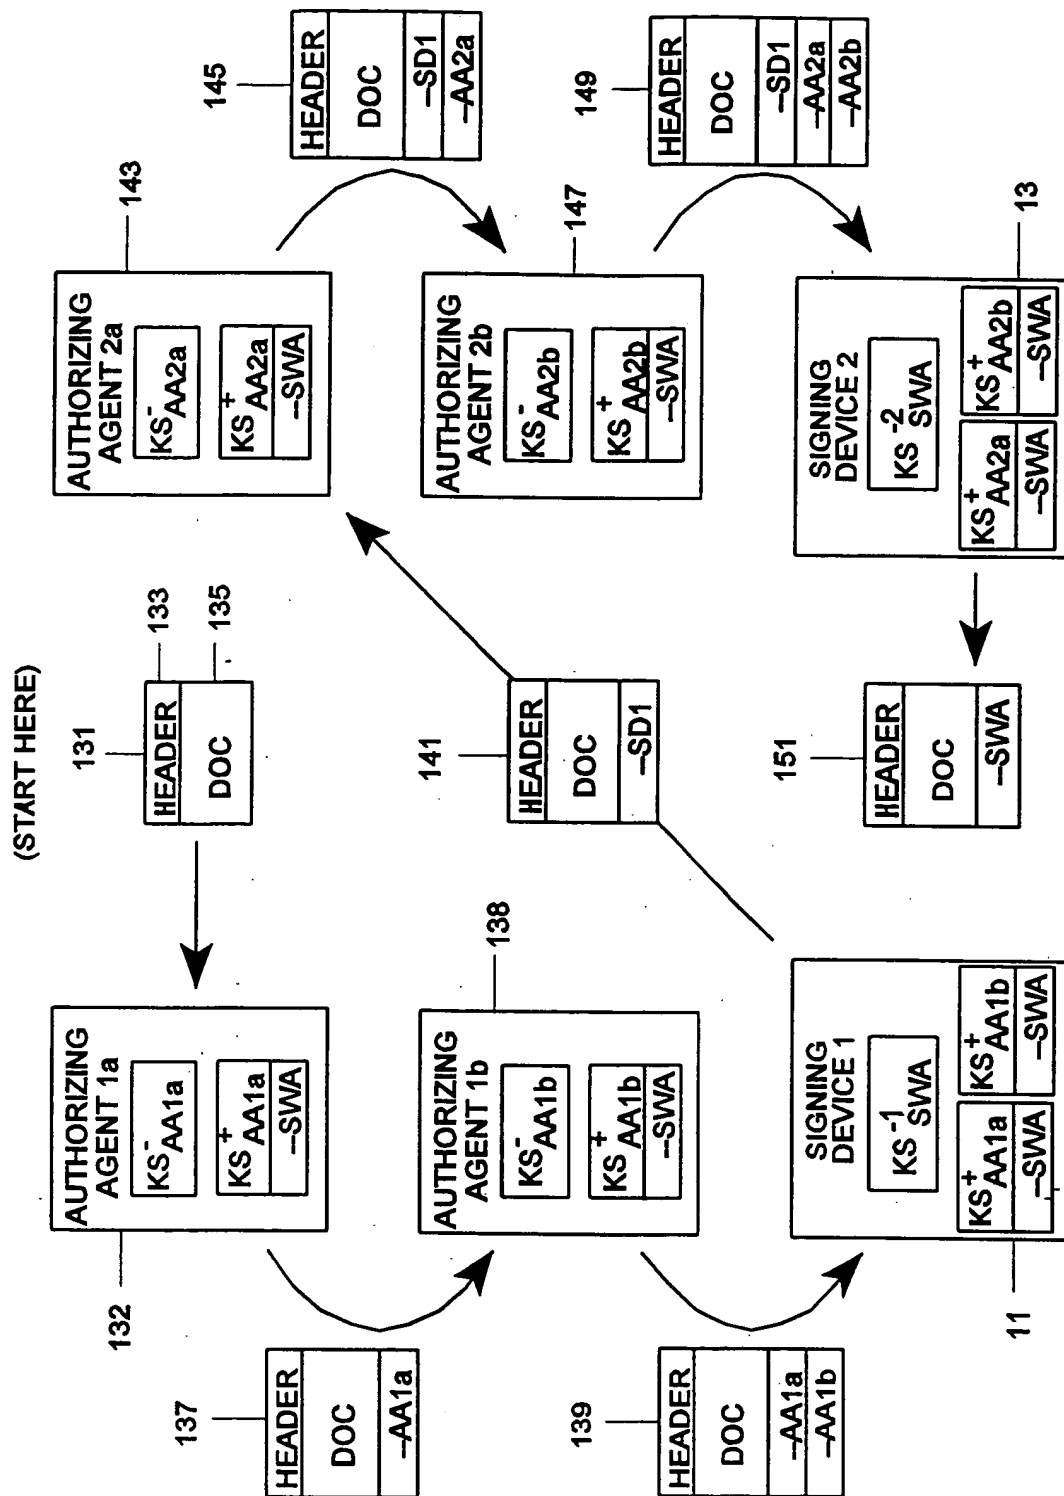 (START HERE)
131
HEADER
DOC
133
135
132
AUTHORIZING
AGENT 1a
KS⁻AA1a
KS⁺AA1a
--SWA
137
HEADER
DOC
--AA1a
138
AUTHORIZING
AGENT 1b
KS⁻AA1b
KS⁺AA1b
--SWA
139
HEADER
DOC
--AA1a
--AA1b
11
SIGNING
DEVICE 1
KS⁻¹SWA
KS⁺AA1a
--SWA
KS⁺AA1b
--SWA
141
HEADER
DOC
--SD1
143
AUTHORIZING
AGENT 2a
KS⁻AA2a
KS⁺AA2a
--SWA
145
HEADER
DOC
--SD1
--AA2a
147
AUTHORIZING
AGENT 2b
KS⁻AA2b
KS⁺AA2b
--SWA
149
HEADER
DOC
--SD1
--AA2a
--AA2b
13
SIGNING
DEVICE 2
KS⁻²SWA
KS⁺AA2a
--SWA
KS⁺AA2b
--SWA
151
HEADER
DOC
--SWA